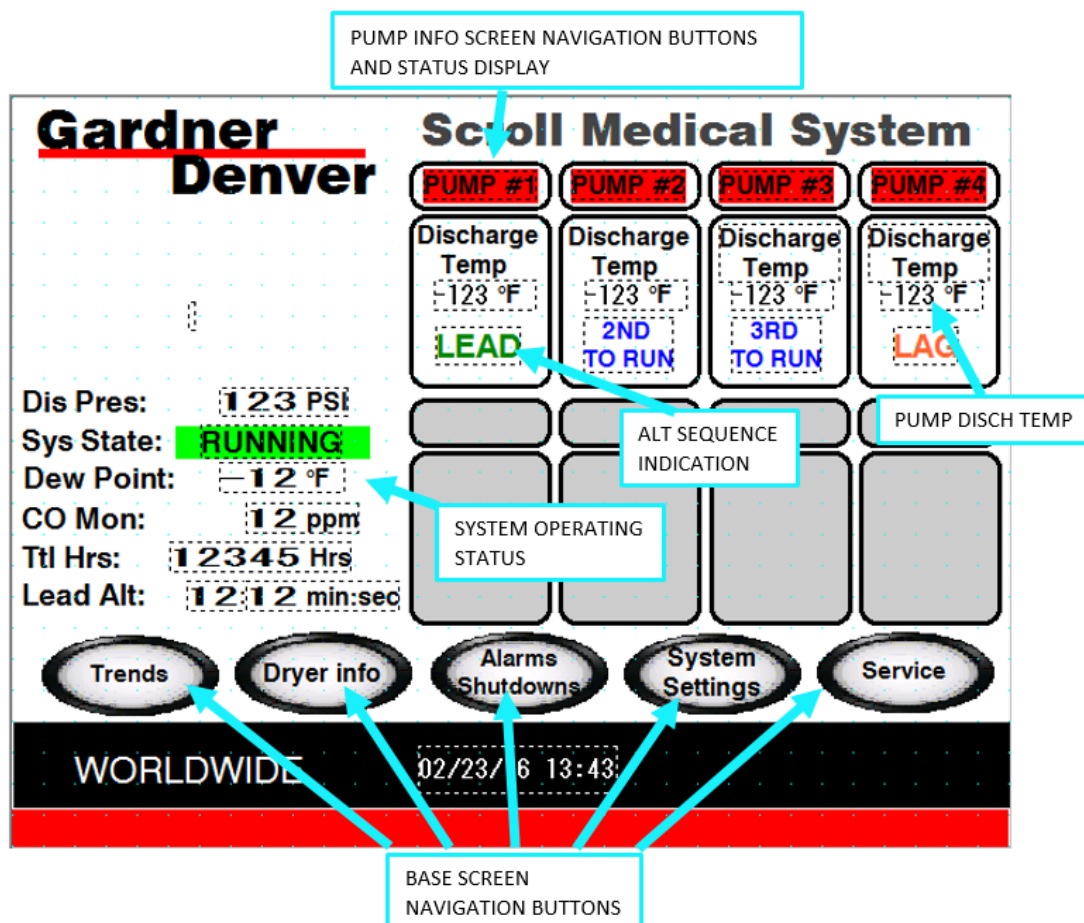 PUMP INFO SCREEN NAVIGATION BUTTONS
AND STATUS DISPLAY
Gardner
Denver
Scroll Medical System
PUMP #1 PUMP #2 PUMP #3 PUMP #4
Discharge Discharge Discharge Discharge
Temp Temp Temp Temp
-123 °F -123 °F -123 °F -123 °F
LEAD 2ND TO RUN 3RD TO RUN LAG
Dis Pres: 123 PSI
Sys State: RUNNING
Dew Point: -12 °F
CO Mon: 12 ppm
Ttl Hrs: 12345 Hrs
Lead Alt: 12:12 min:sec
PUMP DISCH TEMP
ALT SEQUENCE
INDICATION
SYSTEM OPERATING
STATUS
Trends
Dryer info
Alarms
Shutdowns
System
Settings
Service
WORLDWIDE
02/23/ 6 13:43
BASE SCREEN
NAVIGATION BUTTONS